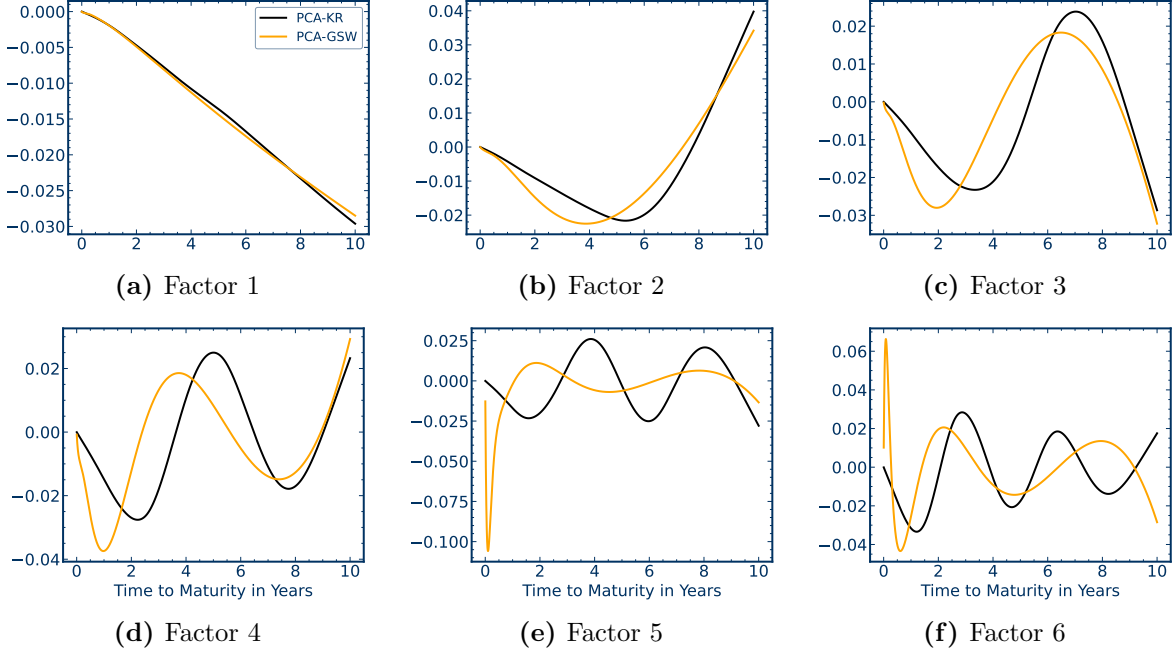 0.000
−0.005
−0.010
−0.015
−0.020
−0.025
−0.030
0 2 4 6 8 10
PCA-KR
PCA-GSW
(a) Factor 1
0.04
0.03
0.02
0.01
0.00
−0.01
−0.02
0 2 4 6 8 10
(b) Factor 2
0.02
0.01
0.00
−0.01
−0.02
−0.03
0 2 4 6 8 10
(c) Factor 3
0.02
0.00
−0.02
−0.04
0 2 4 6 8 10
Time to Maturity in Years
(d) Factor 4
0.025
0.000
−0.025
−0.050
−0.075
−0.100
0 2 4 6 8 10
Time to Maturity in Years
(e) Factor 5
0.06
0.04
0.02
0.00
−0.02
−0.04
0 2 4 6 8 10
Time to Maturity in Years
(f) Factor 6